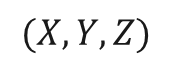 (X, Y, Z)